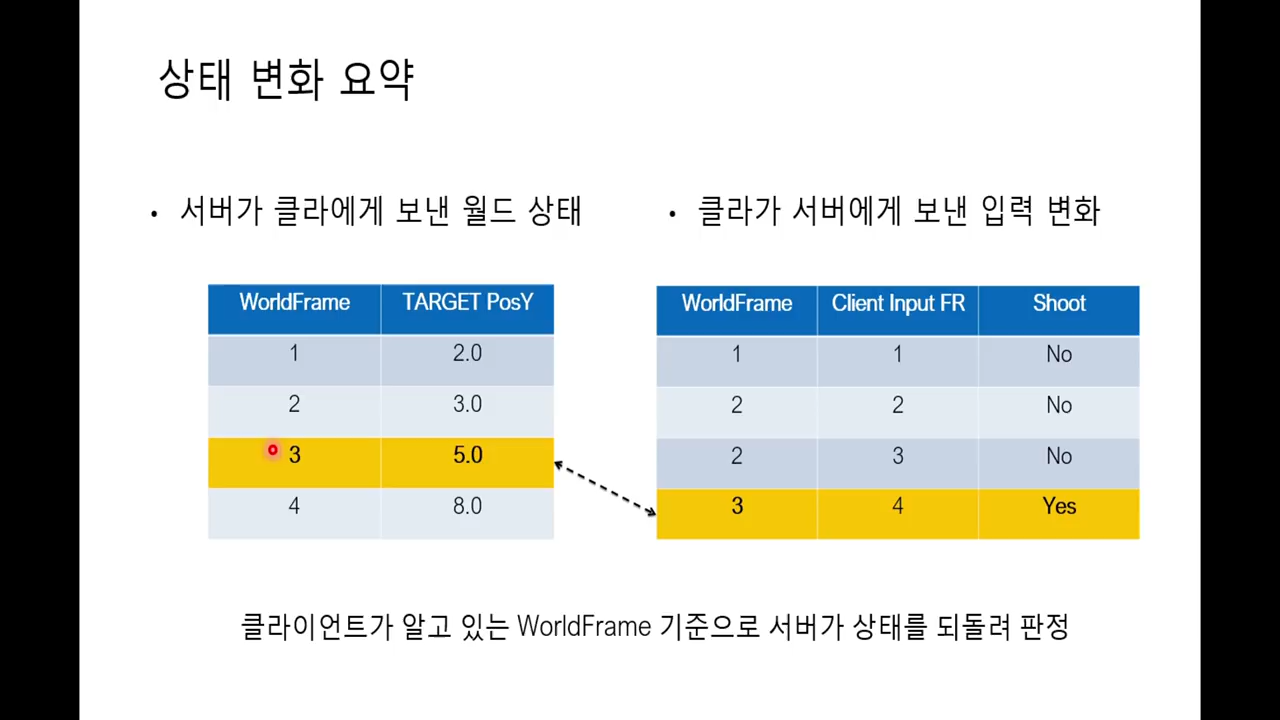 상태 변화 요약
• 서버가 클라에게 보낸 월드 상태
• 클라가 서버에게 보낸 입력 변화
WorldFrame TARGET PosY
1 2.0
2 3.0
3 5.0
4 8.0
WorldFrame Client Input FR Shoot
1 1 No
2 2 No
2 3 No
3 4 Yes
클라이언트가 알고 있는 WorldFrame 기준으로 서버가 상태를 되돌려 판정